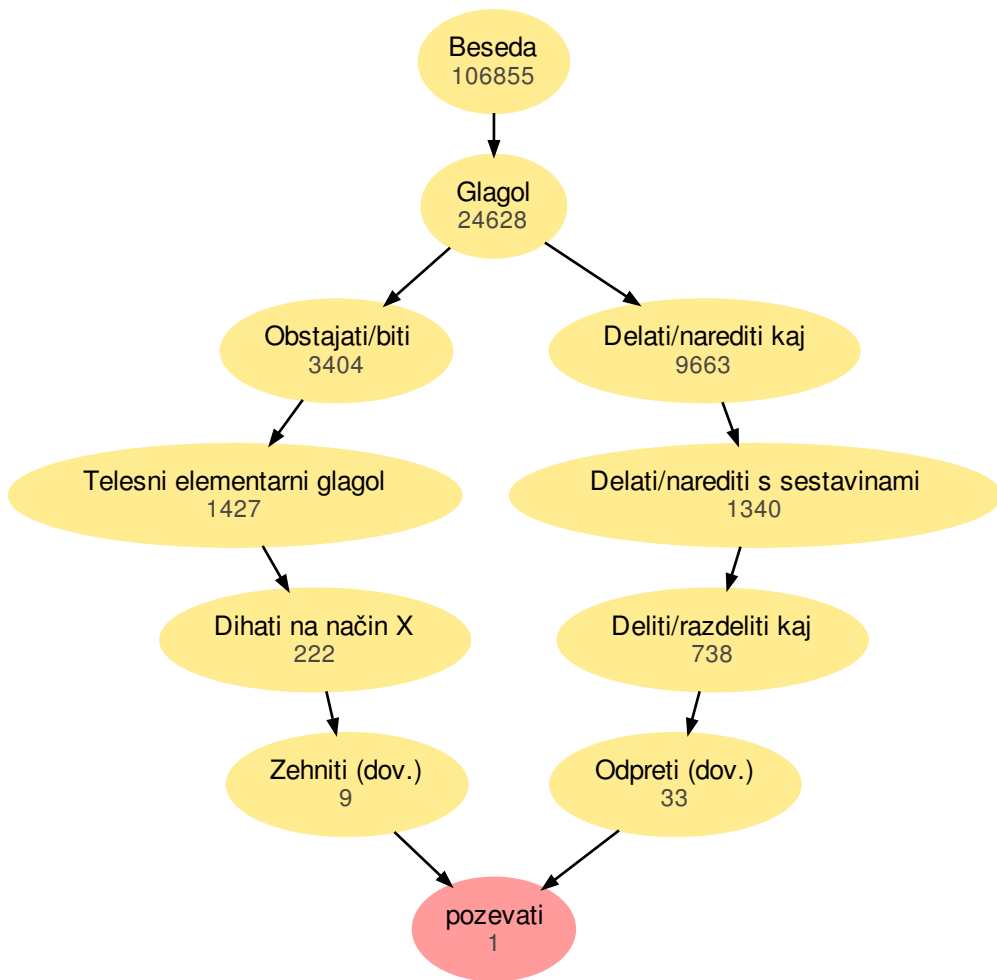 Beseda
106855
Glagol
24628
Obstajati/biti
3404
Delati/narediti kaj
9663
Telesni elementarni glagol
1427
Delati/narediti s sestavinami
1340
Dihati na način X
222
Deliti/razdeliti kaj
738
Zehniti (dov.)
9
Odpreti (dov.)
33
pozevati
1